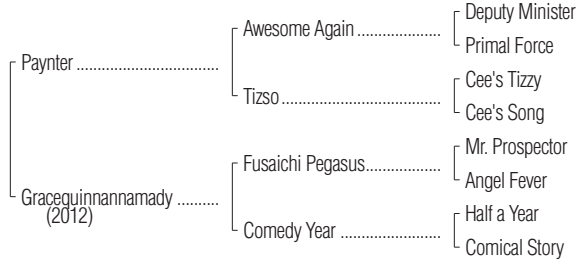 Deputy Minister
Awesome Again ...................
Primal Force
Paynter .................................
Cee's Tizzy
Tizso .....................................
Cee's Song
Mr. Prospector
Fusaichi Pegasus.................
Angel Fever
Gracequinnannamady ..........
(2012)
Half a Year
Comedy Year .......................
Comical Story